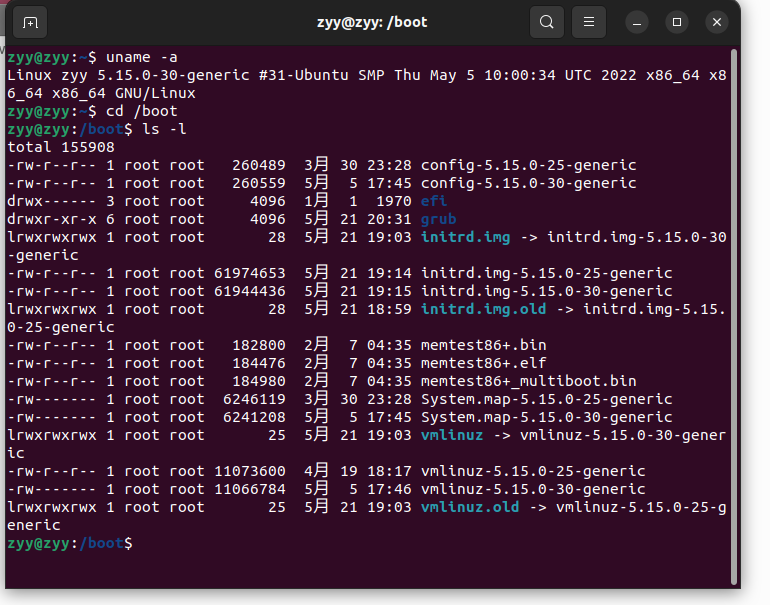 zyy@zyy: /boot
zyy@zyy:~$ uname -a
Linux zyy 5.15.0-30-generic #31-Ubuntu SMP Thu May 5 10:00:34 UTC 2022 x86_64 x8
6_64 x86_64 GNU/Linux
zyy@zyy:~$ cd /boot
zyy@zyy:/boot$ ls -l
total 155908
-rw-r--r-- 1 root root   260489  3月 30 23:28 config-5.15.0-25-generic
-rw-r--r-- 1 root root   260559  5月  5 17:45 config-5.15.0-30-generic
drwx------ 3 root root     4096  1月  1  1970 efi
drwxr-xr-x 6 root root     4096  5月 21 20:31 grub
lrwxrwxrwx 1 root root       28  5月 21 19:03 initrd.img -> initrd.img-5.15.0-30
-generic
-rw-r--r-- 1 root root 61974653  5月 21 19:14 initrd.img-5.15.0-25-generic
-rw-r--r-- 1 root root 61944436  5月 21 19:15 initrd.img-5.15.0-30-generic
lrwxrwxrwx 1 root root       28  5月 21 18:59 initrd.img.old -> initrd.img-5.15.
0-25-generic
-rw-r--r-- 1 root root   182800  2月  7 04:35 memtest86+.bin
-rw-r--r-- 1 root root   184476  2月  7 04:35 memtest86+.elf
-rw-r--r-- 1 root root   184980  2月  7 04:35 memtest86+_multiboot.bin
-rw------- 1 root root  6246119  3月 30 23:28 System.map-5.15.0-25-generic
-rw------- 1 root root  6241208  5月  5 17:45 System.map-5.15.0-30-generic
lrwxrwxrwx 1 root root       25  5月 21 19:03 vmlinuz -> vmlinuz-5.15.0-30-gener
ic
-rw-r--r-- 1 root root 11073600  4月 19 18:17 vmlinuz-5.15.0-25-generic
-rw------- 1 root root 11066784  5月  5 17:46 vmlinuz-5.15.0-30-generic
lrwxrwxrwx 1 root root       25  5月 21 19:03 vmlinuz.old -> vmlinuz-5.15.0-25-g
eneric
zyy@zyy:/boot$